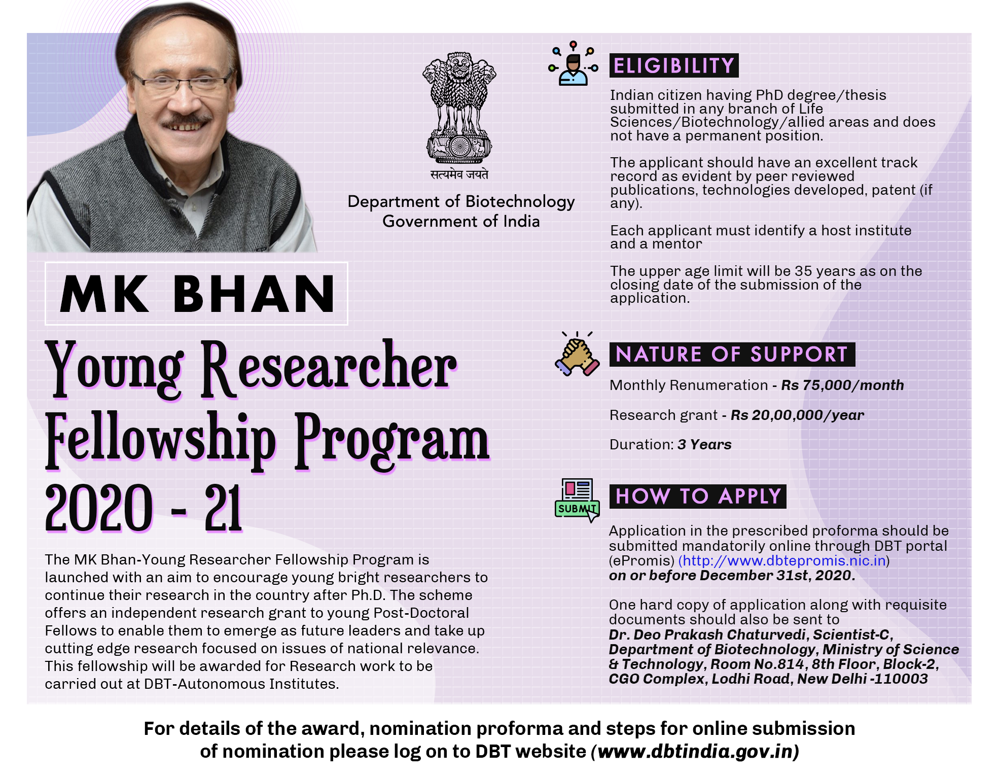 सत्यमेव जयते
Department of Biotechnology
Government of India
MK BHAN
Young Researcher
Fellowship Program
2020 - 21
The MK Bhan-Young Researcher Fellowship Program is
launched with an aim to encourage young bright researchers to
continue their research in the country after Ph.D. The scheme
offers an independent research grant to young Post-Doctoral
Fellows to enable them to emerge as future leaders and take up
cutting edge research focused on issues of national relevance.
This fellowship will be awarded for Research work to be
carried out at DBT-Autonomous Institutes.
ELIGIBILITY
Indian citizen having PhD degree/thesis
submitted in any branch of Life
Sciences/Biotechnology/allied areas and does
not have a permanent position.
The applicant should have an excellent track
record as evident by peer reviewed
publications, technologies developed, patent (if
any).
Each applicant must identify a host institute
and a mentor
The upper age limit will be 35 years as on the
closing date of the submission of the
application.
NATURE OF SUPPORT
Monthly Renumeration - Rs 75,000/month
Research grant - Rs 20,00,000/year
Duration: 3 Years
SUBMIT
HOW TO APPLY
Application in the prescribed proforma should be
submitted mandatorily online through DBT portal
(ePromis) (http://www.dbtepromis.nic.in)
on or before December 31st, 2020.
One hard copy of application along with requisite
documents should also be sent to
Dr. Deo Prakash Chaturvedi, Scientist-C,
Department of Biotechnology, Ministry of Science
& Technology, Room No.814, 8th Floor, Block-2,
CGO Complex, Lodhi Road, New Delhi -110003
For details of the award, nomination proforma and steps for online submission
of nomination please log on to DBT website (www.dbtindia.gov.in)